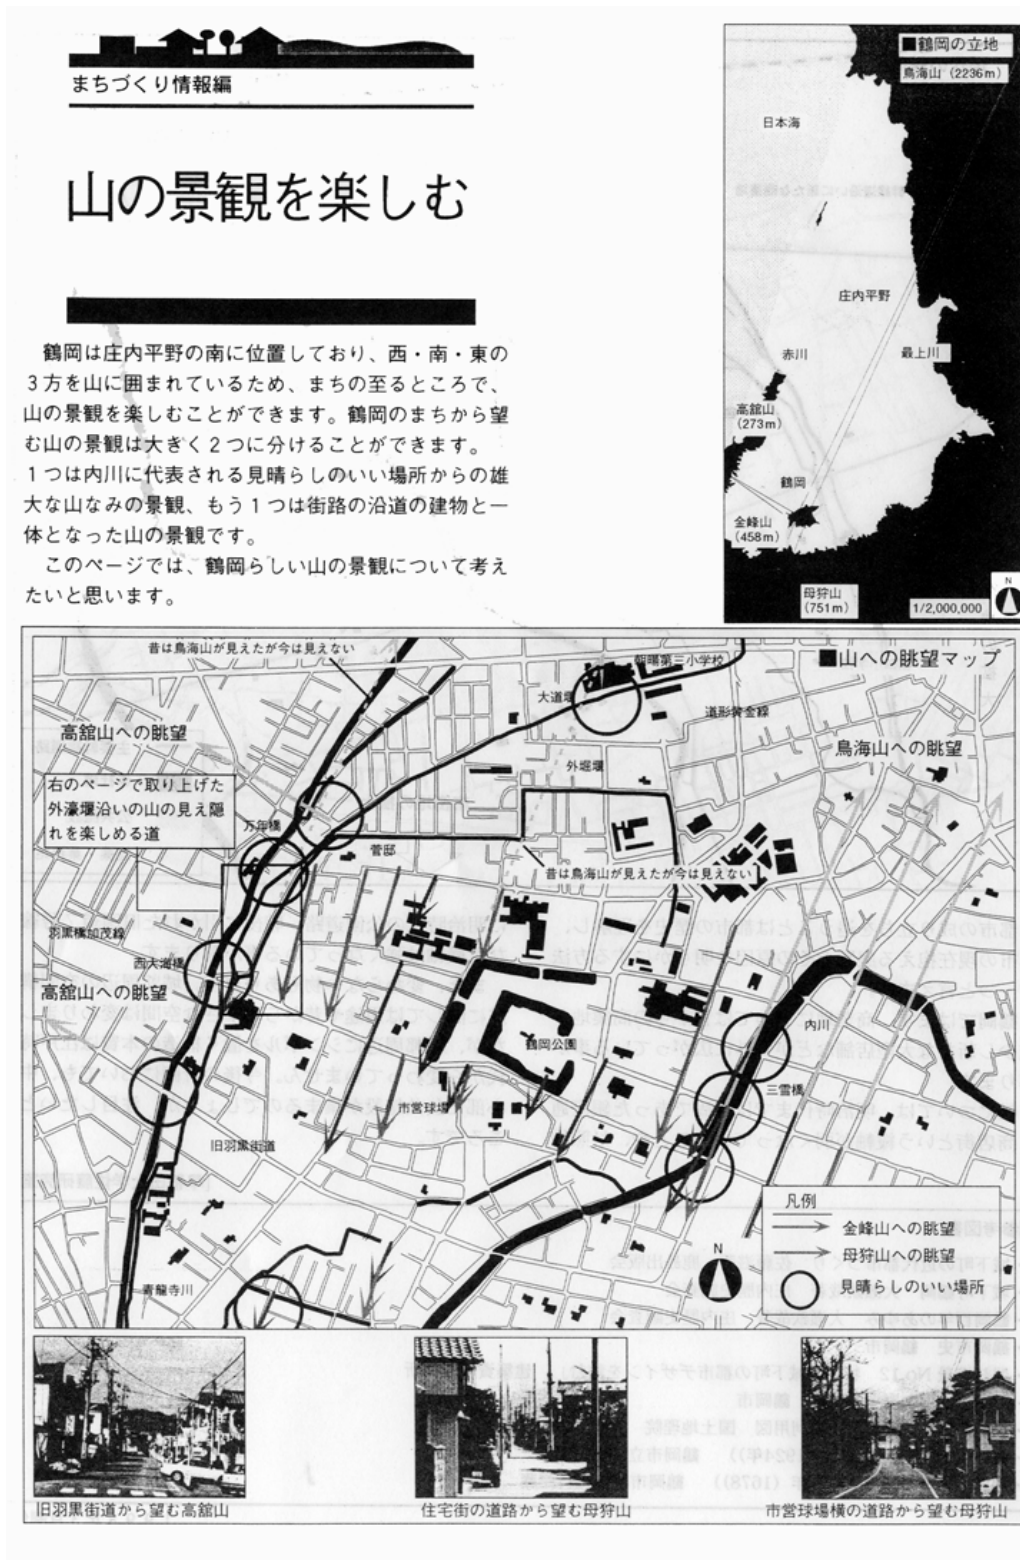 まちづくり情報編
山の景観を楽しむ
鶴岡は庄内平野の南に位置しており、西・南・東の
3方を山に囲まれているため、まちの至るところで、
山の景観を楽しむことができます。鶴岡のまちから望
む山の景観は大きく2つに分けることができます。
1つは内川に代表される見晴らしのいい場所からの雄
大な山なみの景観、もう1つは街路の沿道の建物と一
体となった山の景観です。
このページでは、鶴岡らしい山の景観について考え
たいと思います。
■鶴岡の立地
鳥海山(2236m)
日本海
庄内平野
赤川
最上川
高舘山
(273m)
鶴岡
金峰山
(458m)
母狩山
(751m)
1/2,000,000
N
昔は鳥海山が見えたが今は見えない
朝暘第三小学校
■山への眺望マップ
大道堰
道形黄金線
高舘山への眺望
鳥海山への眺望
外堀堰
右のページで取り上げた
外濠堰沿いの山の見え隠
れを楽しめる道
万年橋
菅邸
昔は鳥海山が見えたが今は見えない
羽黒橋加茂線
西大海橋
高舘山への眺望
内川
鶴岡公園
三雪橋
市営球場
旧羽黒街道
凡例
金峰山への眺望
母狩山への眺望
見晴らしのいい場所
N
青龍寺川
旧羽黒街道から望む高舘山
住宅街の道路から望む母狩山
市営球場横の道路から望む母狩山